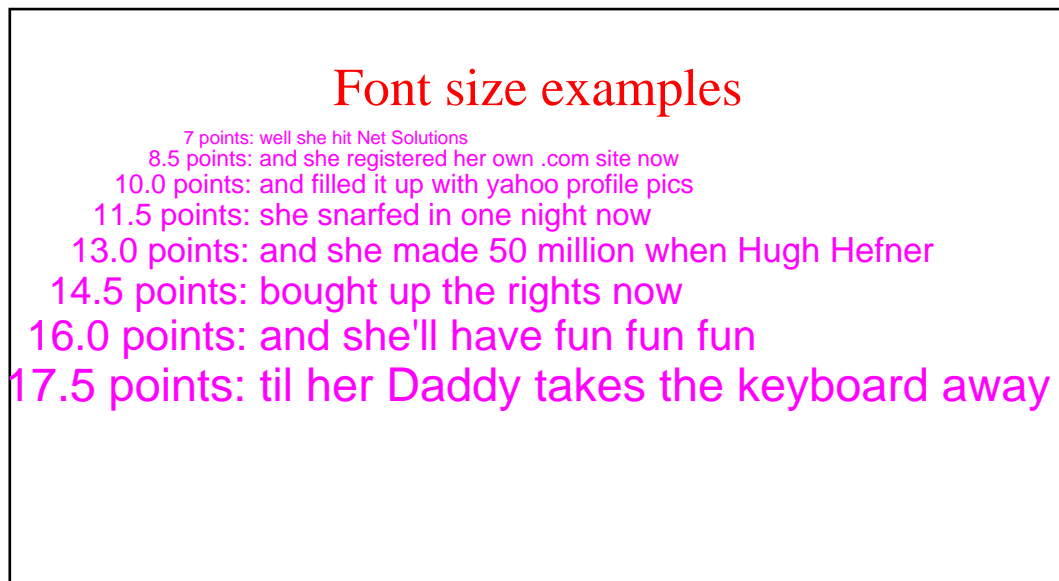 Font size examples
7 points: well she hit Net Solutions
8.5 points: and she registered her own .com site now
10.0 points: and filled it up with yahoo profile pics
11.5 points: she snarfed in one night now
13.0 points: and she made 50 million when Hugh Hefner
14.5 points: bought up the rights now
16.0 points: and she'll have fun fun fun
17.5 points: til her Daddy takes the keyboard away